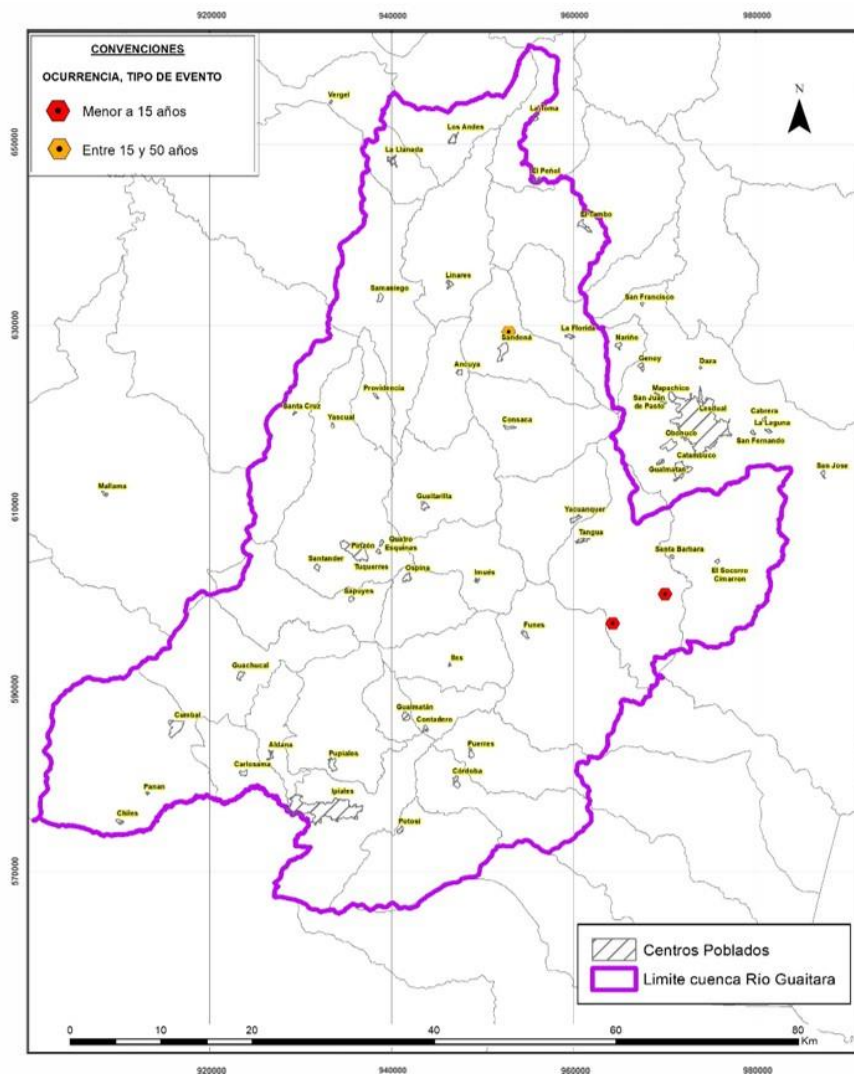 920000 940000 960000 980000
CONVENCIONES
OCURRENCIA, TIPO DE EVENTO
Menor a 15 años
Entre 15 y 50 años
N
650000
630000
610000
590000
570000
Vergel
La Toma
Los Andes
La Llanada
El Peñol
El Tambo
Linares
Samaniego
San Francisco
Sandoná
La Florida
Nariño
Genoy
Daza
Ancuya
Mapachico
San Juan
de Pasto
Providencia
Santa Cruz
Yascual
Consaca
Cabrera
La Laguna
Obonuco
San Fernando
Catambuco
Gualmatan
San Jose
Mallama
Guaitarilla
Yacuanquer
Tangua
Pinzón
Quatro
Esquinas
Santander
Tuquerres
Ospina
Imués
Santa Barbara
El Socorro
Cimarron
Sapuyes
Funes
Iles
Guachucal
Gualmatán
Contadero
Cumbal
Aldana
Pupiales
Puerres
Carlosama
Córdoba
Panan
Ipiales
Chiles
Potosí
Centros Poblados
Limite cuenca Río Guaitara
0 10 20 40 60 80
Km
920000 940000 960000 980000